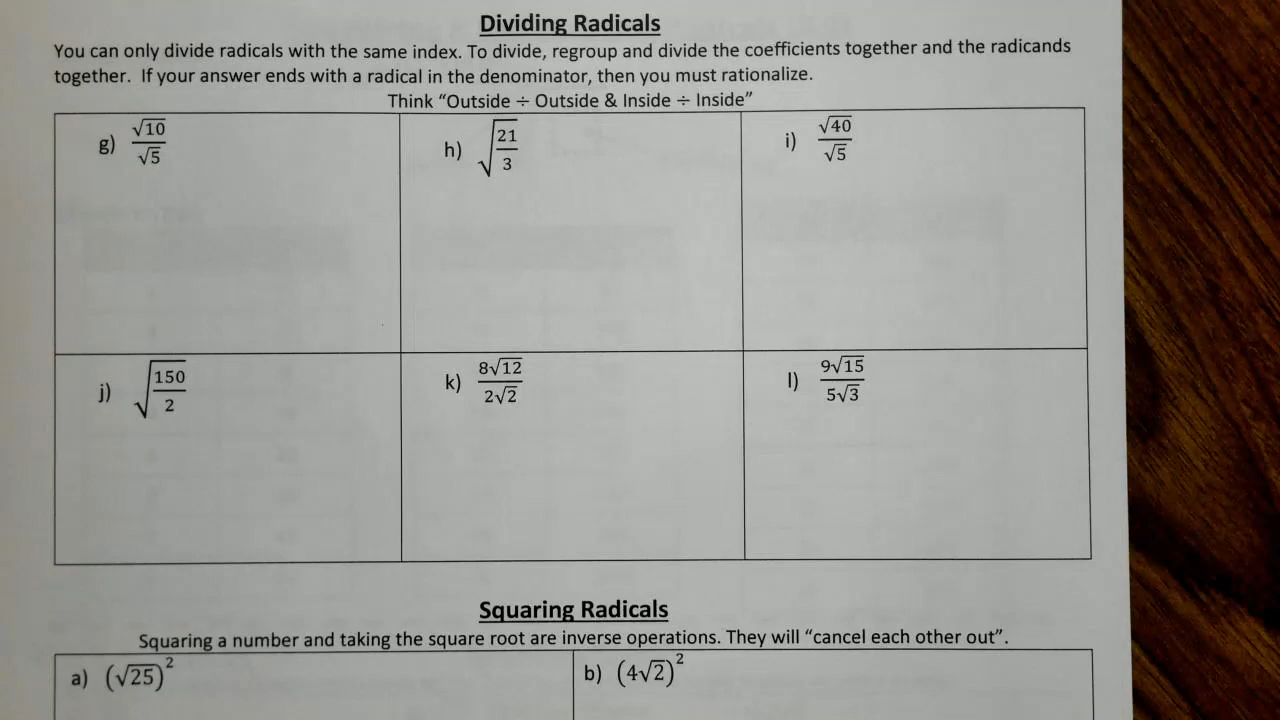 Dividing Radicals
You can only divide radicals with the same index. To divide, regroup and divide the coefficients together and the radicands
together. If your answer ends with a radical in the denominator, then you must rationalize.
Think “Outside ÷ Outside & Inside ÷ Inside”
g) √10/√5
h) √(21/3)
i) √40/√5
j) √(150/2)
k) 8√12/2√2
l) 9√15/5√3
Squaring Radicals
Squaring a number and taking the square root are inverse operations. They will “cancel each other out”.
a) (√25)²
b) (4√2)²